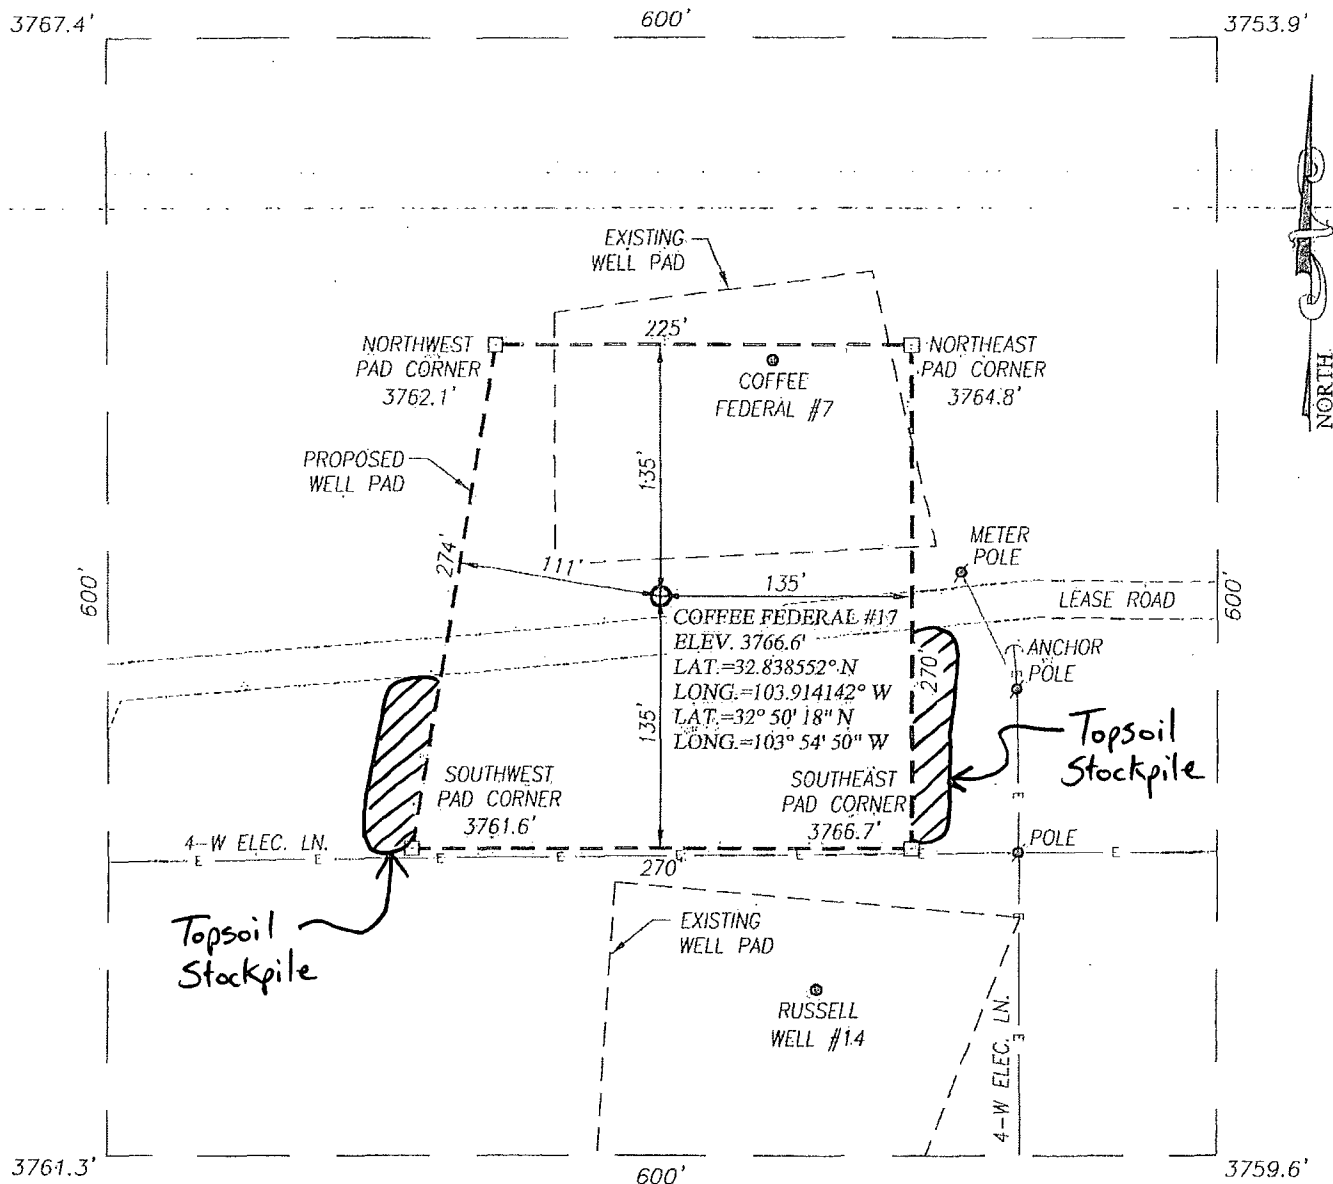 3767.4'
600'
3753.9'
EXISTING
WELL PAD
225'
NORTHWEST
PAD CORNER
3762.1'
NORTHEAST
PAD CORNER
3764.8'
COFFEE
FEDERAL #7
NORTH
PROPOSED
WELL PAD
135'
METER
POLE
274'
111'
135'
600'
600'
LEASE ROAD
COFFEE FEDERAL #17
ELEV. 3766.6'
LAT.=32.838552° N
LONG.=103.914142° W
LAT.=32° 50' 18" N
LONG.=103° 54' 50" W
270'
ANCHOR
POLE
135'
Topsoil
Stockpile
SOUTHWEST
PAD CORNER
3761.6'
SOUTHEAST
PAD CORNER
3766.7'
4-W ELEC. LN.
E E E E E E E E
POLE
270'
Topsoil
Stockpile
EXISTING
WELL PAD
RUSSELL
WELL #14
4-W ELEC. LN.
E
3761.3'
600'
3759.6'